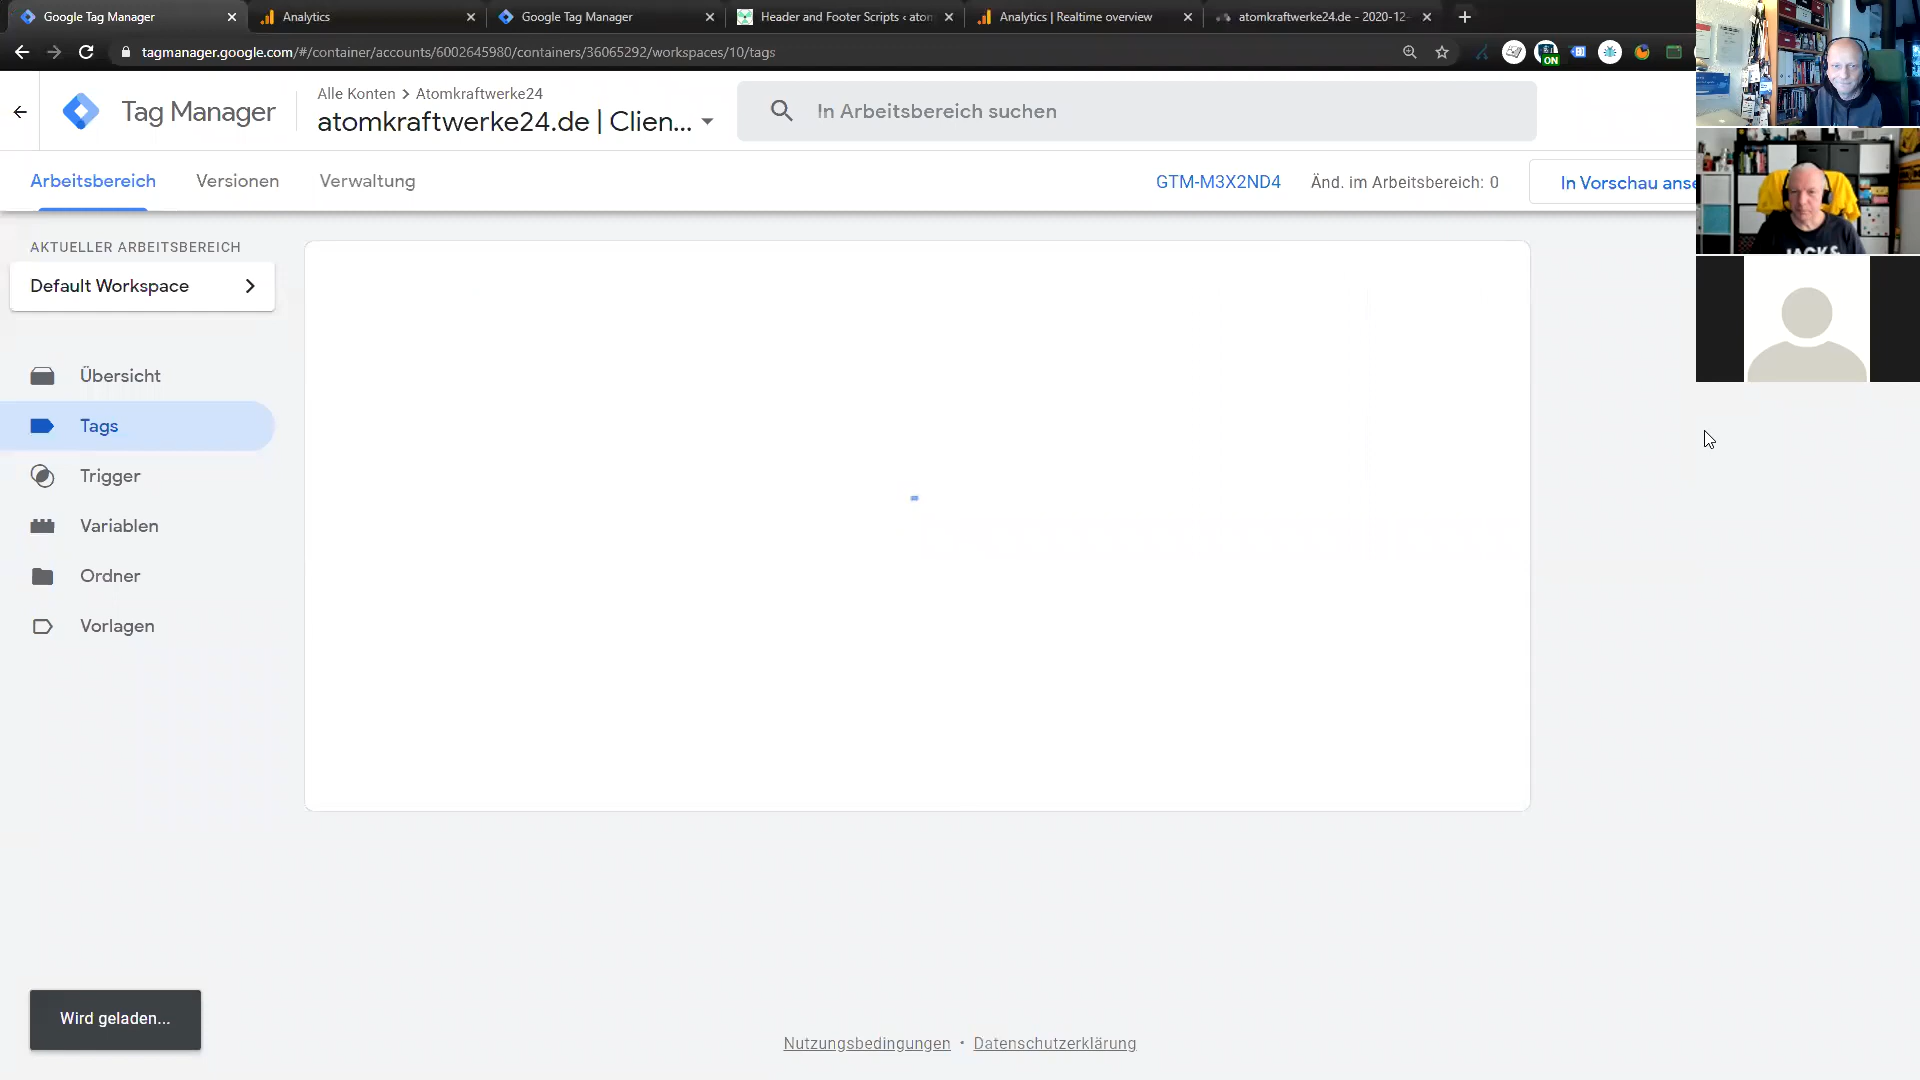 Google Tag Manager
Analytics
Google Tag Manager
Header and Footer Scripts ‹ atom
Analytics | Realtime overview
atomkraftwerke24.de - 2020-12-
tagmanager.google.com/#/container/accounts/6002645980/containers/36065292/workspaces/10/tags
ON
Tag Manager
Alle Konten > Atomkraftwerke24
atomkraftwerke24.de | Clien...
In Arbeitsbereich suchen
Arbeitsbereich
Versionen
Verwaltung
GTM-M3X2ND4
Änd. im Arbeitsbereich: 0
In Vorschau anse
AKTUELLER ARBEITSBEREICH
Default Workspace
Übersicht
Tags
Trigger
Variablen
Ordner
Vorlagen
JACK &
Wird geladen...
Nutzungsbedingungen • Datenschutzerklärung